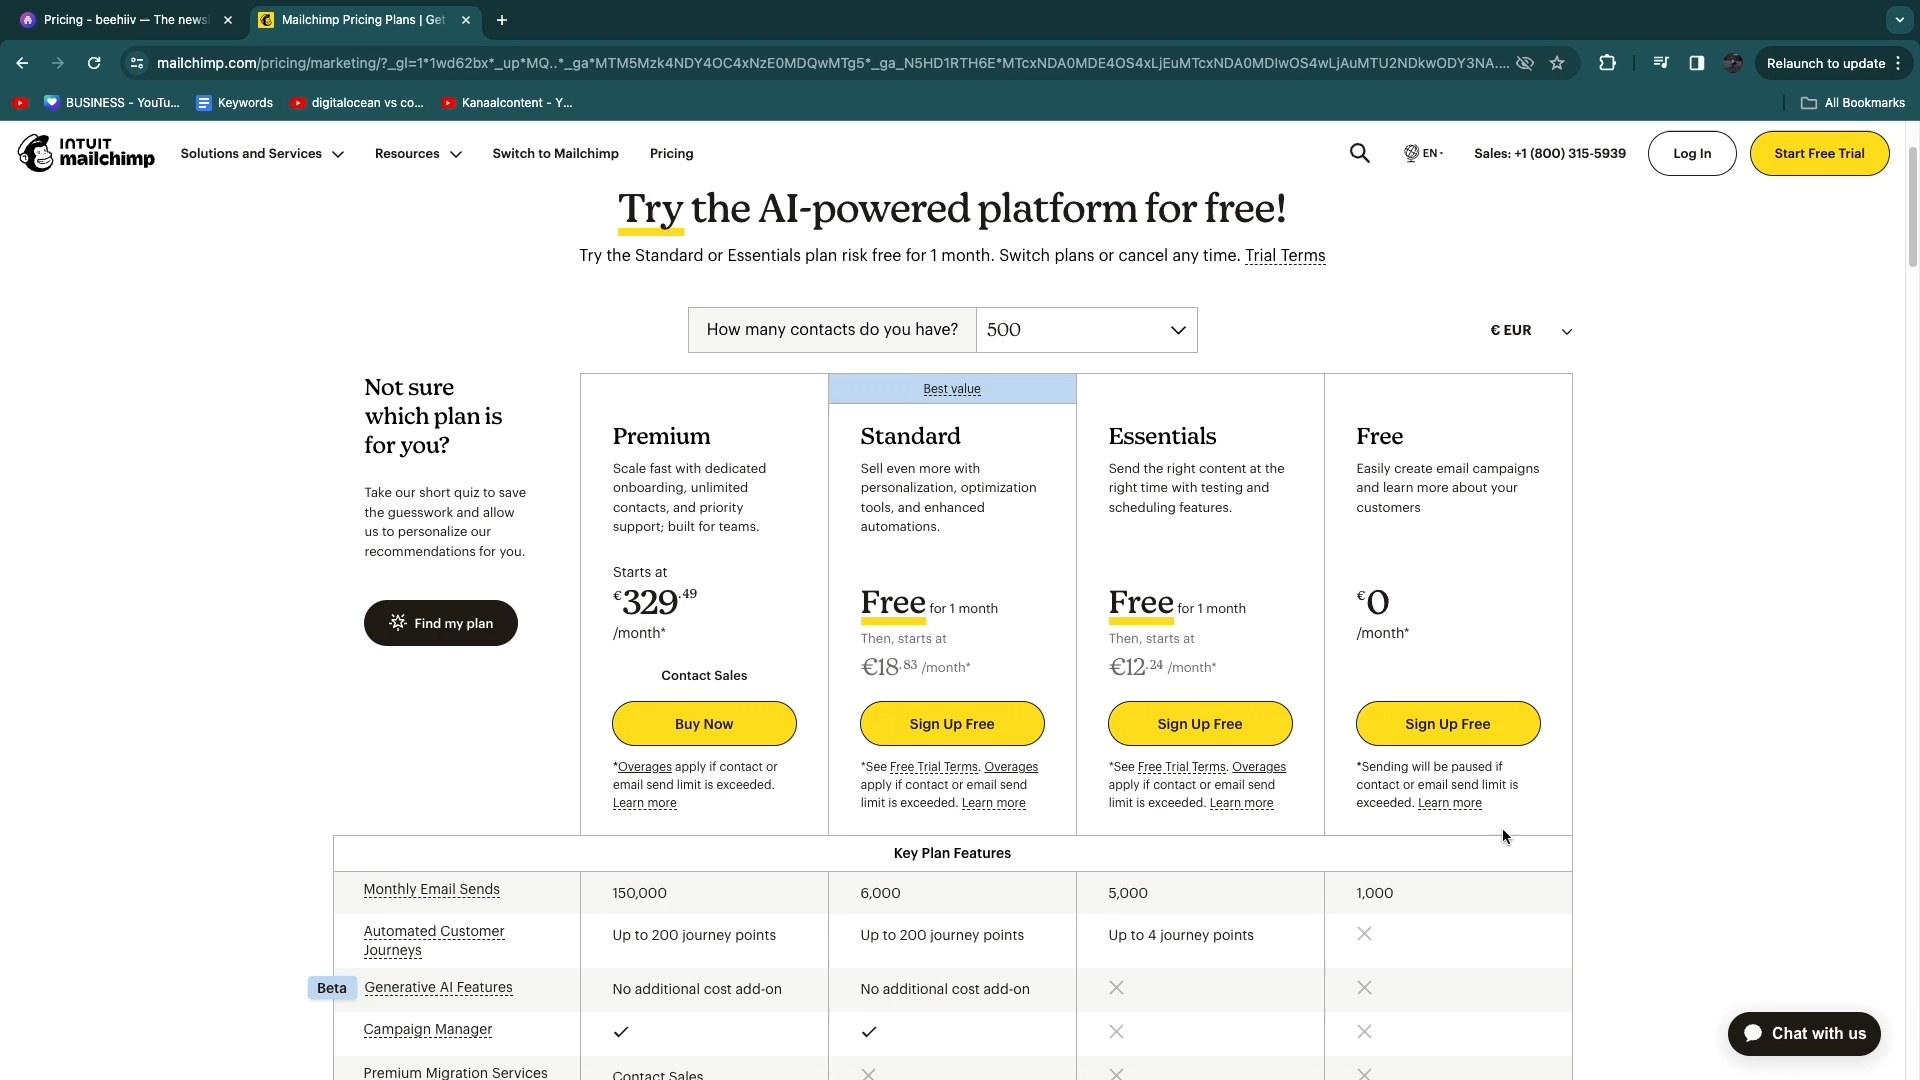 Pricing - beehiiv — The news
Mailchimp Pricing Plans | Get
mailchimp.com/pricing/marketing/?_gl=1*1wd62bx*_up*MQ..*_ga*MTM5Mzk4NDY4OC4xNzE0MDQwMTg5*_ga_N5HD1RTH6E*MTcxNDA0MDE4OS4xLjEuMTcxNDA0MDIwOS4wLjAuMTU2NDkwODY3NA....
Relaunch to update
BUSINESS - YouTu...
Keywords
digitalocean vs co...
Kanaalcontent - Y...
All Bookmarks
INTUIT
mailchimp
Solutions and Services
Resources
Switch to Mailchimp
Pricing
EN
Sales: +1 (800) 315-5939
Log In
Start Free Trial
Try the AI-powered platform for free!
Try the Standard or Essentials plan risk free for 1 month. Switch plans or cancel any time. Trial Terms
How many contacts do you have?
500
€ EUR
Not sure
which plan is
for you?
Take our short quiz to save
the guesswork and allow
us to personalize our
recommendations for you.
Find my plan
Premium
Scale fast with dedicated
onboarding, unlimited
contacts, and priority
support; built for teams.
Starts at
€329.49
/month*
Contact Sales
Buy Now
*Overages apply if contact or
email send limit is exceeded.
Learn more
Best value
Standard
Sell even more with
personalization, optimization
tools, and enhanced
automations.
Free for 1 month
Then, starts at
€18.83 /month*
Sign Up Free
*See Free Trial Terms. Overages
apply if contact or email send
limit is exceeded. Learn more
Essentials
Send the right content at the
right time with testing and
scheduling features.
Free for 1 month
Then, starts at
€12.24 /month*
Sign Up Free
*See Free Trial Terms. Overages
apply if contact or email send
limit is exceeded. Learn more
Free
Easily create email campaigns
and learn more about your
customers
€0
/month*
Sign Up Free
*Sending will be paused if
contact or email send limit is
exceeded. Learn more
Key Plan Features
Monthly Email Sends
150,000
6,000
5,000
1,000
Automated Customer
Journeys
Up to 200 journey points
Up to 200 journey points
Up to 4 journey points
Beta
Generative AI Features
No additional cost add-on
No additional cost add-on
Campaign Manager
Premium Migration Services
Contact Sales
Chat with us